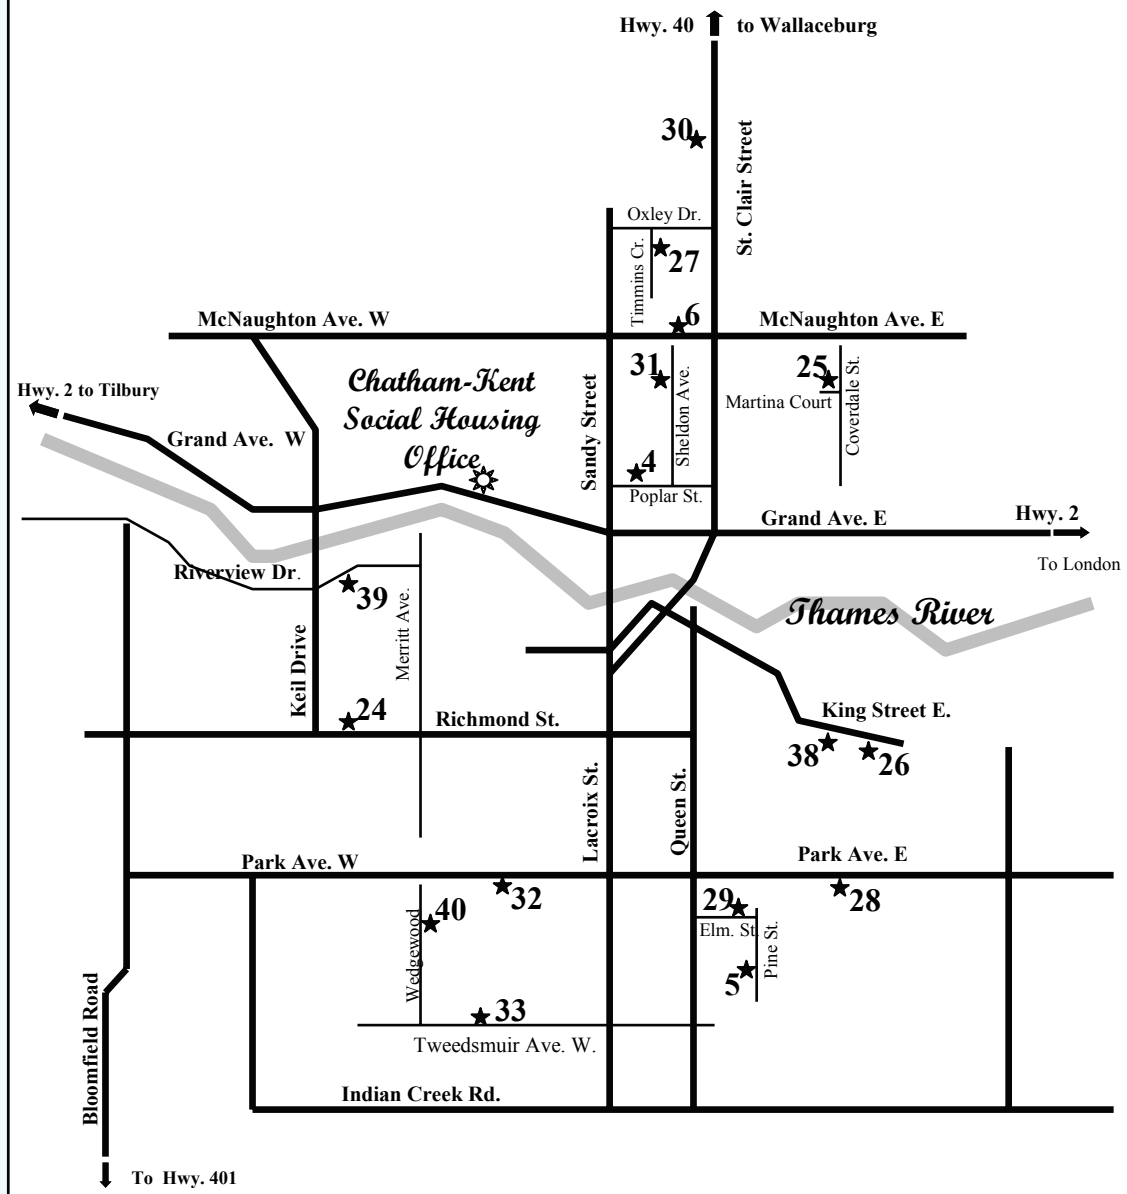 Hwy. 40 to Wallaceburg
30
St. Clair Street
Oxley Dr.
Timmins Cr.
27
6
McNaughton Ave. W
McNaughton Ave. E
Hwy. 2 to Tilbury
Chatham-Kent
Social Housing
Office
Grand Ave. W
Sandy Street
31
Sheldon Ave.
25
Martina Court
Coverdale St.
4
Poplar St.
Grand Ave. E
Hwy. 2
To London
Riverview Dr.
39
Merritt Ave.
Thames River
Keil Drive
24
Richmond St.
King Street E.
38
26
Lacroix St.
Queen St.
Park Ave. W
Park Ave. E
32
40
Wedgewood
29
Elm. St.
Pine St.
28
5
33
Tweedsmuir Ave. W.
Bloomfield Road
Indian Creek Rd.
To Hwy. 401